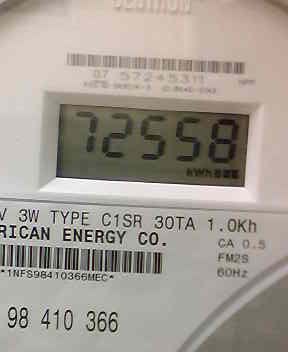 07 57245311
72558
kWh
V 3W TYPE C1SR 30TA 1.0Kh
RICAN ENERGY CO.
CA 0.5
FM2S
60Hz
*1NFS98410366MEC*
98 410 366